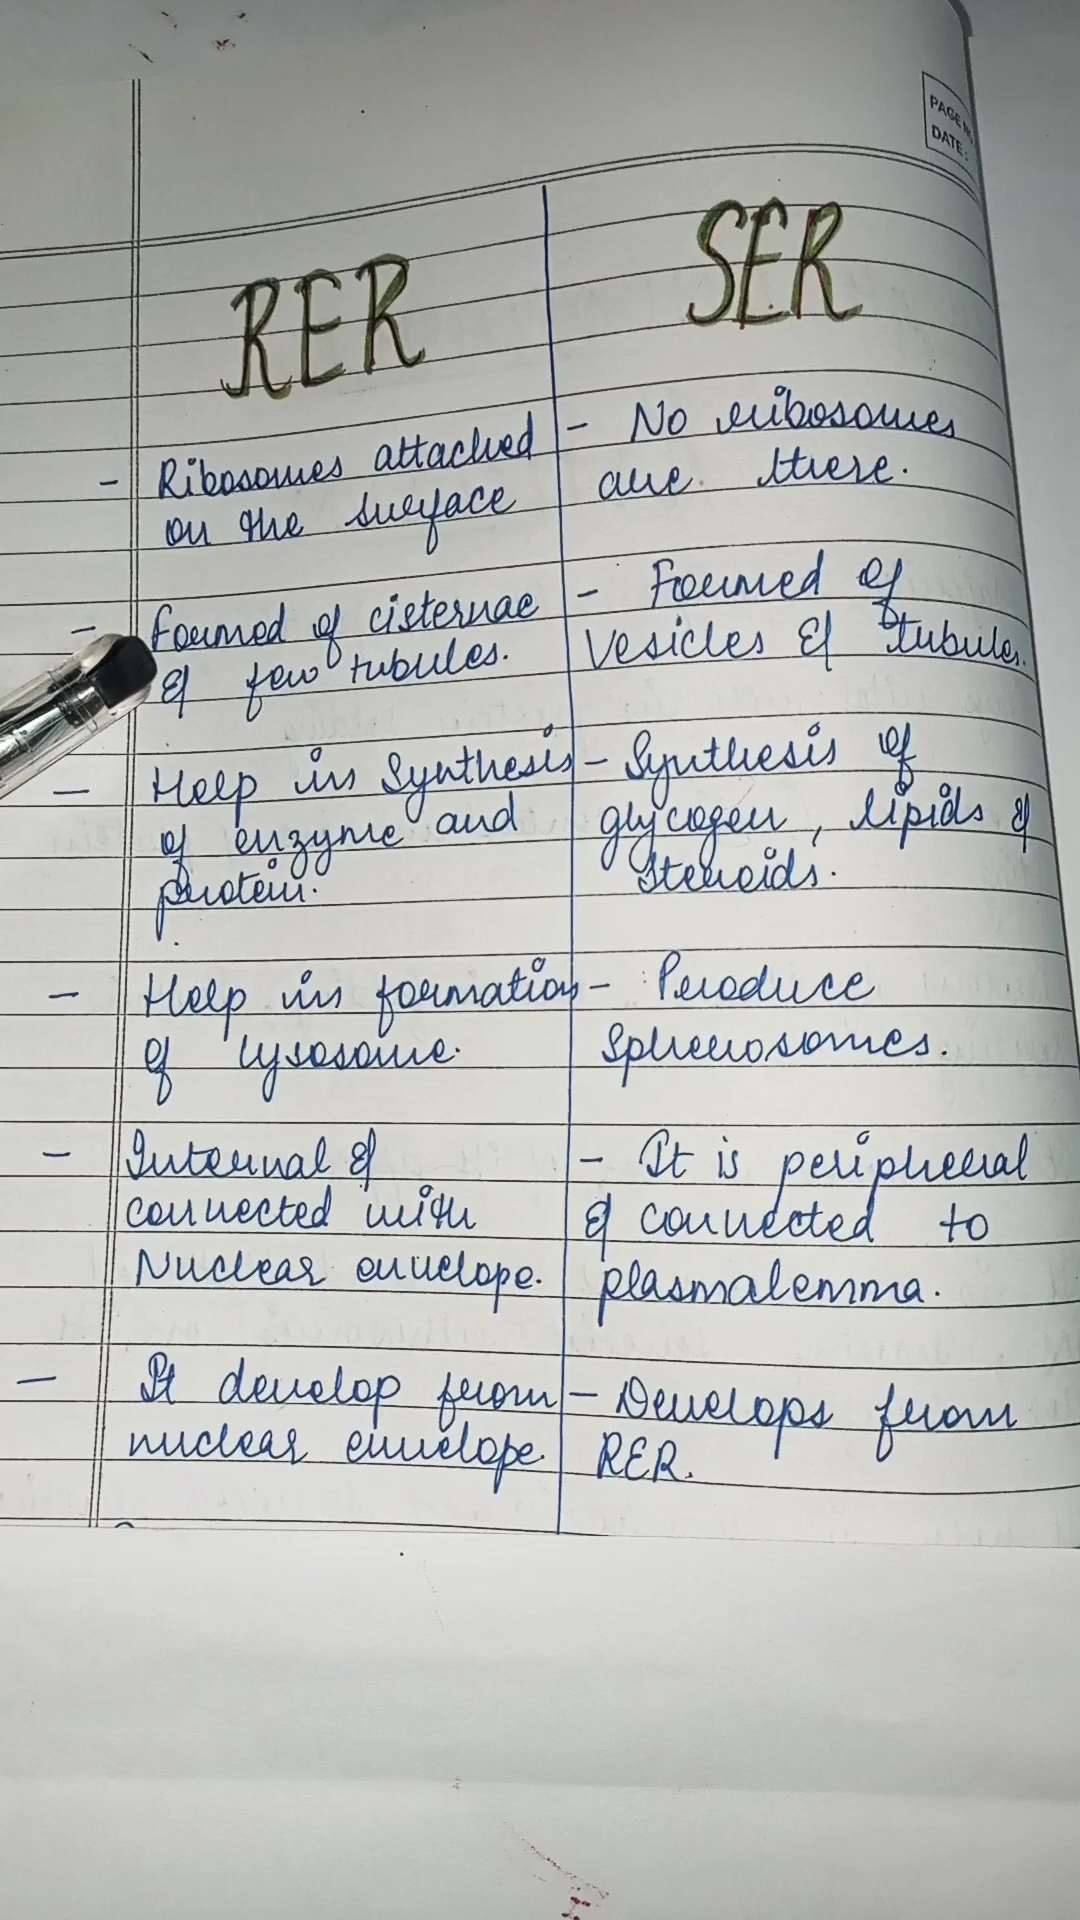 PAGE N
DATE:
RER
SER
- Ribosomes attached
on the surface
- Formed of cisternae
& few tubules.
- Help in Synthesis
of enzyme and
protein.
- Help in formation
of lysosome.
- Internal &
connected with
Nuclear envelope.
- It develop from
nuclear envelope.
- No ribosomes
are. there.
- Formed of
Vesicles & tubules.
- Synthesis of
glycogen, lipids &
Steroids.
- Produce
Spherosomes.
- It is peripheral
& connected to
plasmalemma.
- Develops from
RER.